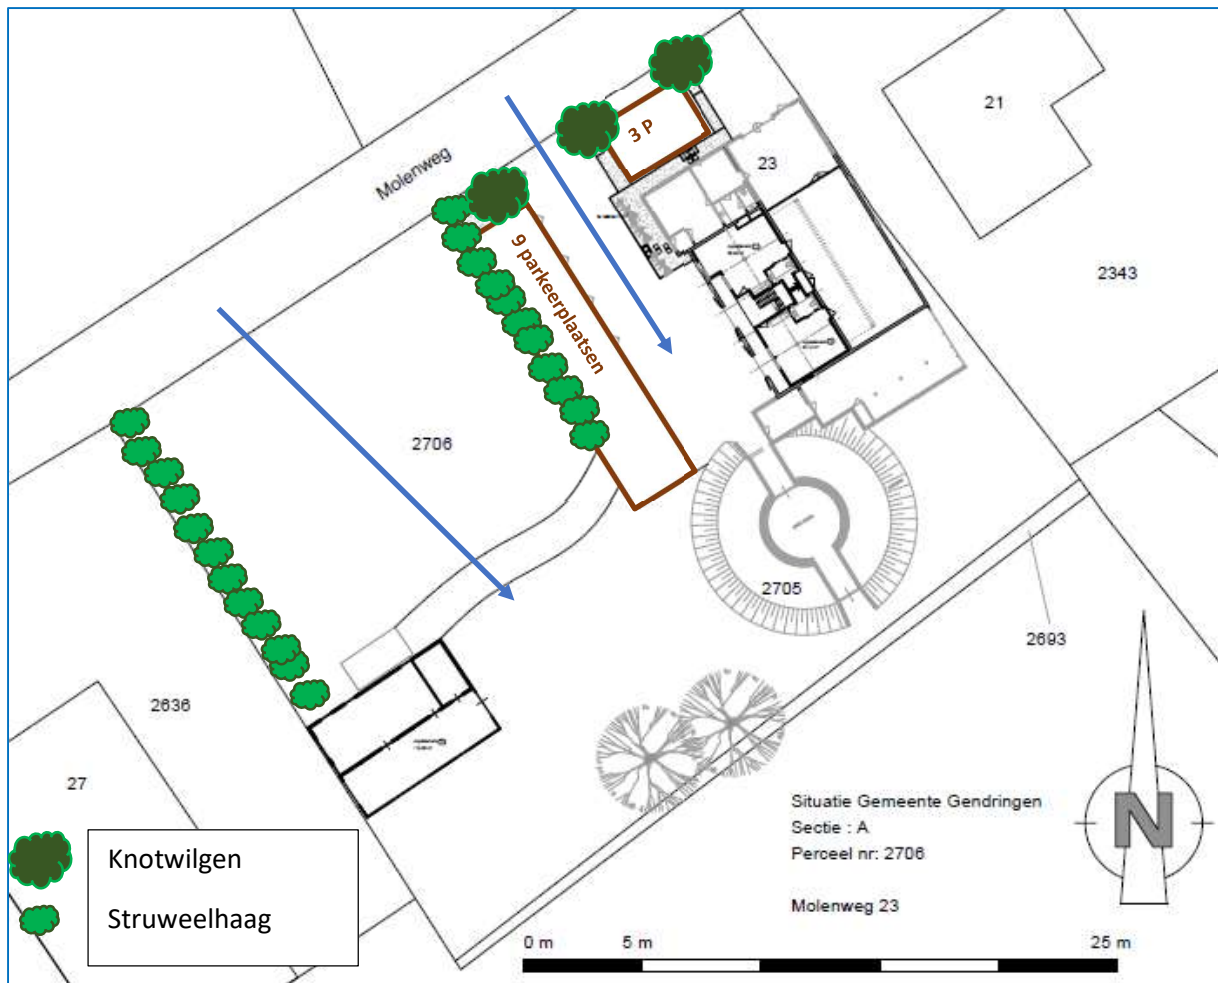 Molenweg
3 P
21
23
2343
9 parkeerplaatsen
2706
2705
2693
2636
27
Situatie Gemeente Gendringen
Sectie : A
Perceel nr: 2706
Molenweg 23
N
Knotwilgen
Struweelhaag
0 m 5 m 25 m